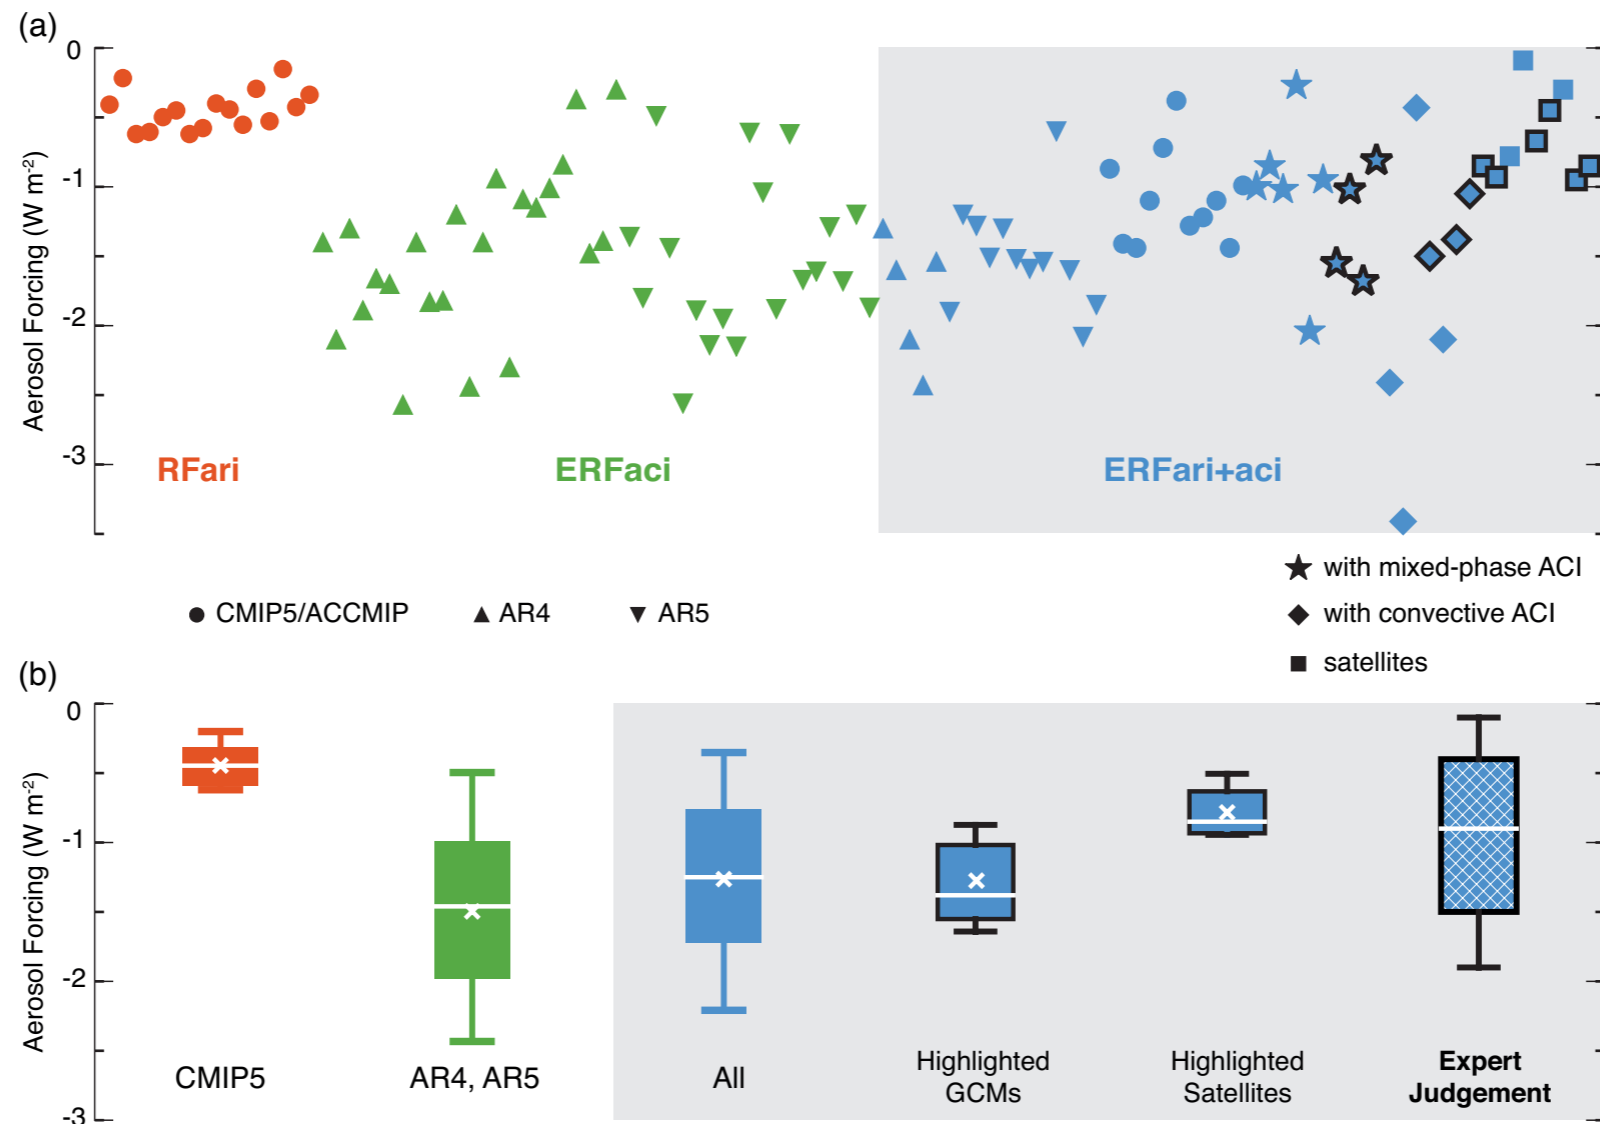 (a)
0
-1
-2
-3
Aerosol Forcing (W m-2)
RFari
ERFaci
ERFari+aci
with mixed-phase ACI
CMIP5/ACCMIP
AR4
AR5
with convective ACI
satellites
(b)
0
-1
-2
-3
Aerosol Forcing (W m-2)
CMIP5
AR4, AR5
All
Highlighted
GCMs
Highlighted
Satellites
Expert
Judgement